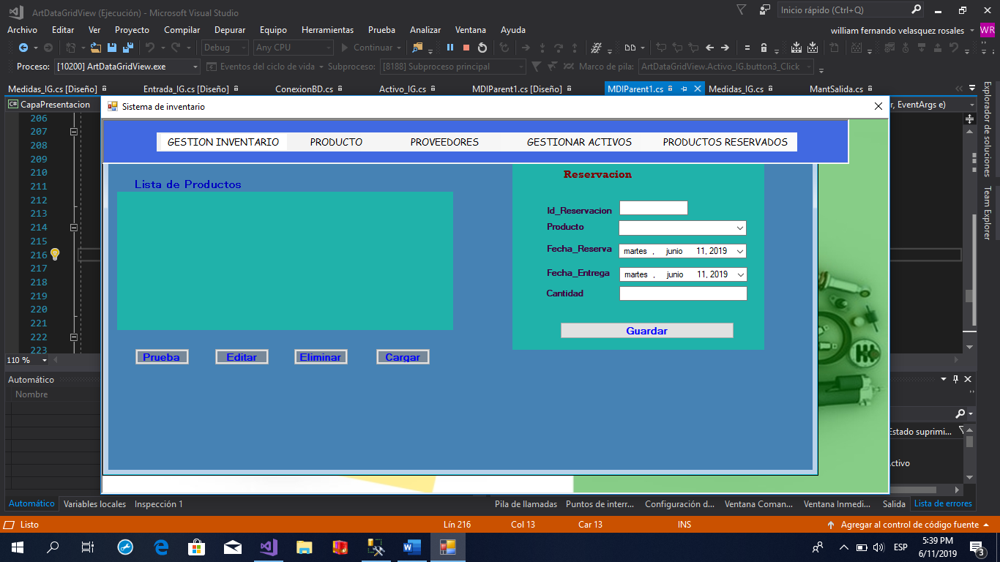 ArtDataGridView (Ejecución) - Microsoft Visual Studio
Inicio rápido (Ctrl+Q)
Archivo Editar Ver Proyecto Compilar Depurar Equipo Herramientas Prueba Analizar Ventana Ayuda
william fernando velasquez rosales WR
Debug Any CPU Continuar
Proceso: [10200] ArtDataGridView.exe Eventos del ciclo de vida Subproceso: [8188] Subproceso principal Marco de pila: ArtDataGridView.Activo_IG.button3_Click
Medidas_IG.cs [Diseño] Entrada_IG.cs [Diseño] ConexionBD.cs Activo_IG.cs MDIParent1.cs [Diseño] MDIParent1.cs Medidas_IG.cs MantSalida.cs
C# CapaPresentacion
r, EventArgs e)
Sistema de inventario
GESTION INVENTARIO PRODUCTO PROVEEDORES GESTIONAR ACTIVOS PRODUCTOS RESERVADOS
Lista de Productos
Prueba Editar Eliminar Cargar
Reservacion
Id_Reservacion
Producto
Fecha_Reserva martes , junio 11, 2019
Fecha_Entrega martes , junio 11, 2019
Cantidad
Guardar
206
207
208
209
210
211
212
213
214
215
216
217
218
219
220
221
222
223
110 %
Explorador de soluciones
Team Explorer
Automático
Nombre
Estado suprimi...
ctivo
Automático Variables locales Inspección 1
Pila de llamadas Puntos de interr... Configuración d... Ventana Coman... Ventana Inmedi... Salida Lista de errores
Listo Lín 216 Col 13 Car 13 INS Agregar al control de código fuente
ESP
5:39 PM
6/11/2019
3